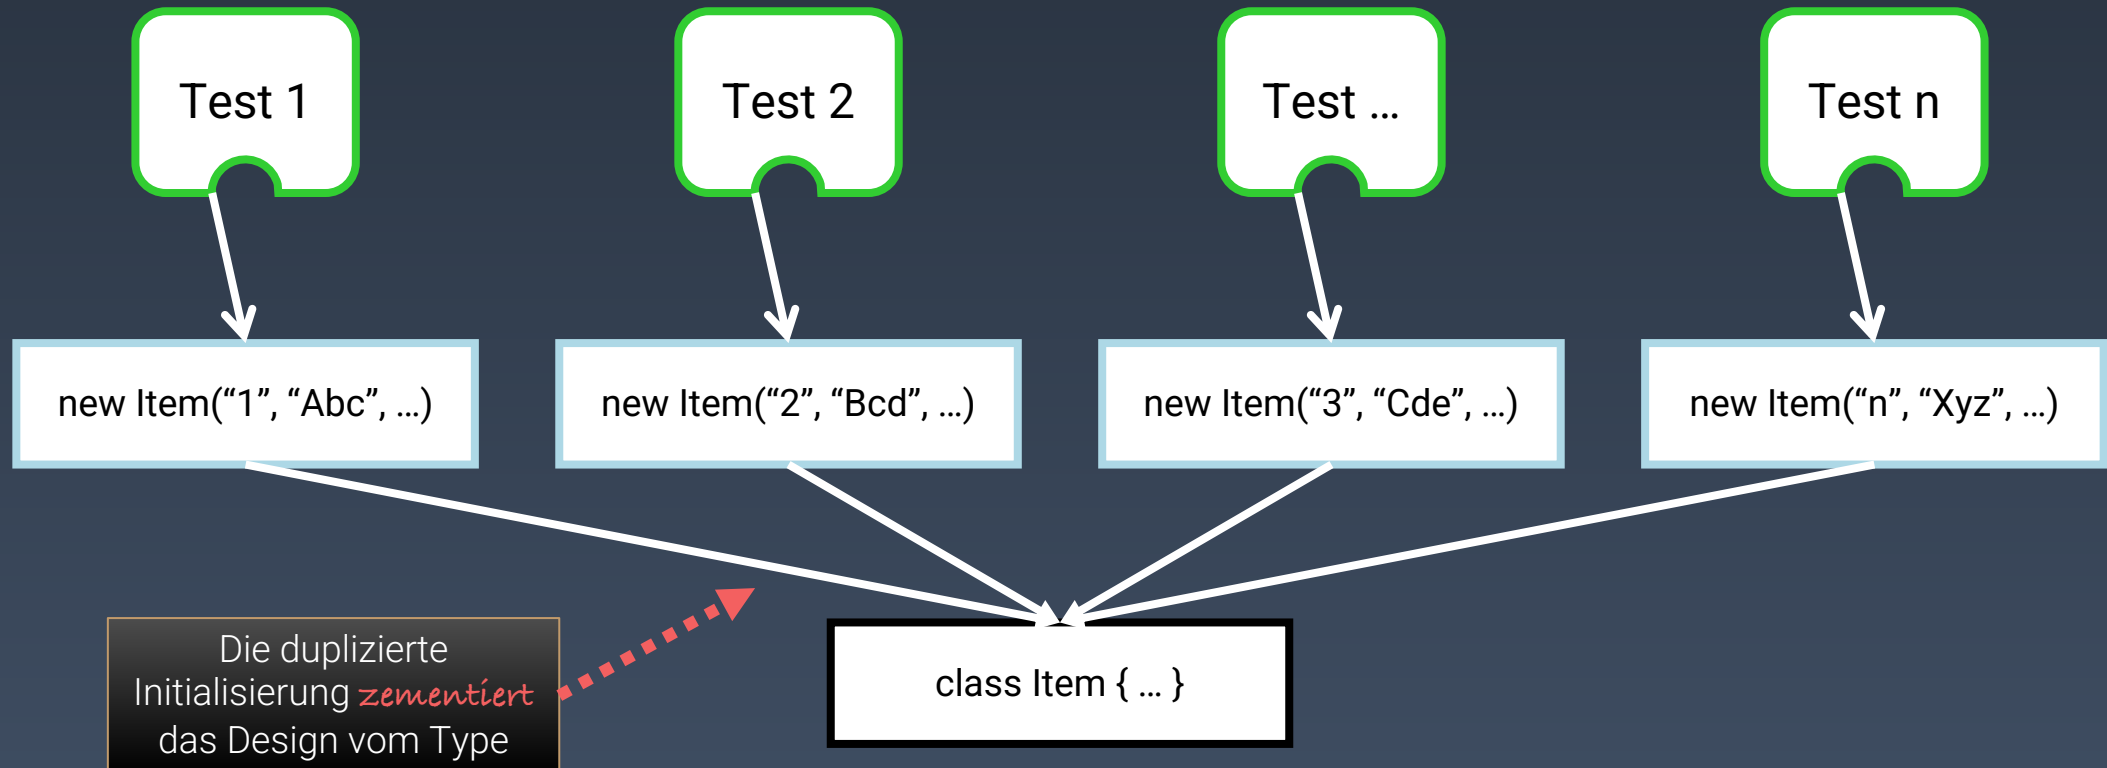 Test 1
Test 2
Test ...
Test n
new Item(“1”, “Abc”, ...)
new Item(“2”, “Bcd”, ...)
new Item(“3”, “Cde”, ...)
new Item(“n”, “Xyz”, ...)
Die duplizierte
Initialisierung zementiert
das Design vom Type
class Item { ... }